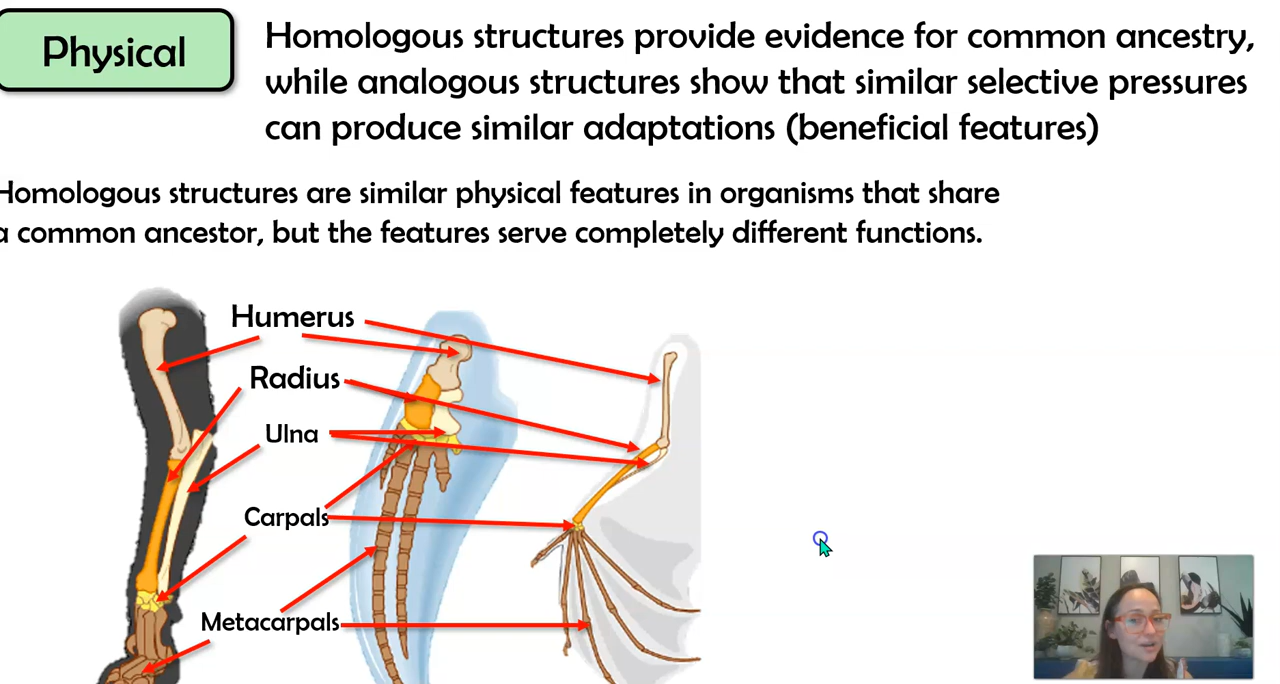 Physical
Homologous structures provide evidence for common ancestry,
while analogous structures show that similar selective pressures
can produce similar adaptations (beneficial features)
Homologous structures are similar physical features in organisms that share
a common ancestor, but the features serve completely different functions.
Humerus
Radius
Ulna
Carpals
Metacarpals